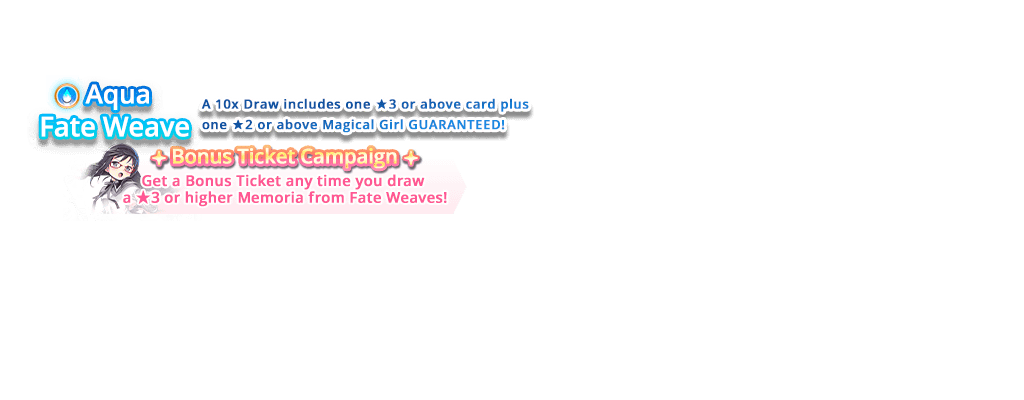 Aqua
Fate Weave
A 10x Draw includes one ★3 or above card plus
one ★2 or above Magical Girl GUARANTEED!
Bonus Ticket Campaign
Get a Bonus Ticket any time you draw
a ★3 or higher Memoria from Fate Weaves!